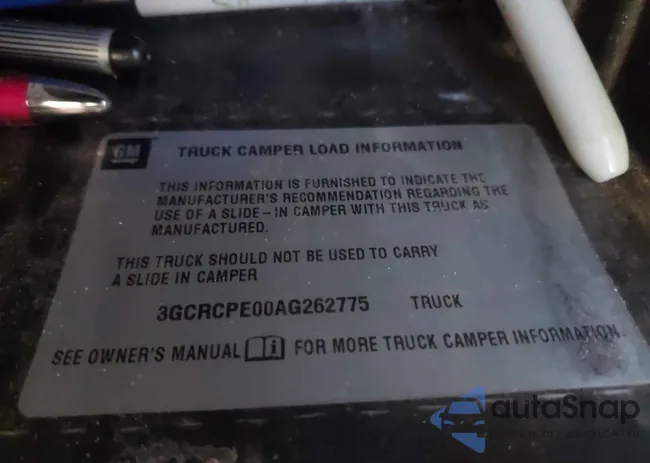 GM
TRUCK CAMPER LOAD INFORMATION
THIS INFORMATION IS FURNISHED TO INDICATE THE
MANUFACTURER'S RECOMMENDATION REGARDING THE
USE OF A SLIDE-IN CAMPER WITH THIS TRUCK AS
MANUFACTURED.
THIS TRUCK SHOULD NOT BE USED TO CARRY
A SLIDE IN CAMPER
3GCRCPE00AG262775 TRUCK
SEE OWNER'S MANUAL FOR MORE TRUCK CAMPER INFORMATION.
autoSnap